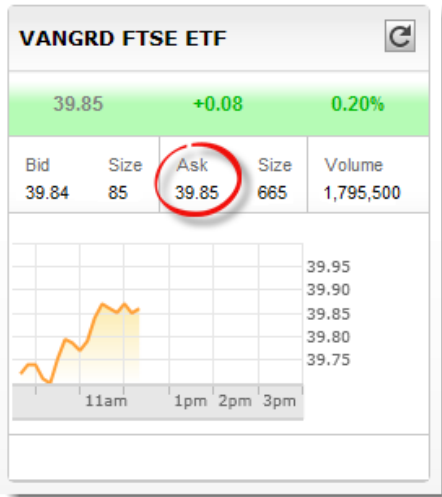 VANGRD FTSE ETF
39.85 +0.08 0.20%
Bid Size Ask Size Volume
39.84 85 39.85 665 1,795,500
39.95
39.90
39.85
39.80
39.75
11am 1pm 2pm 3pm